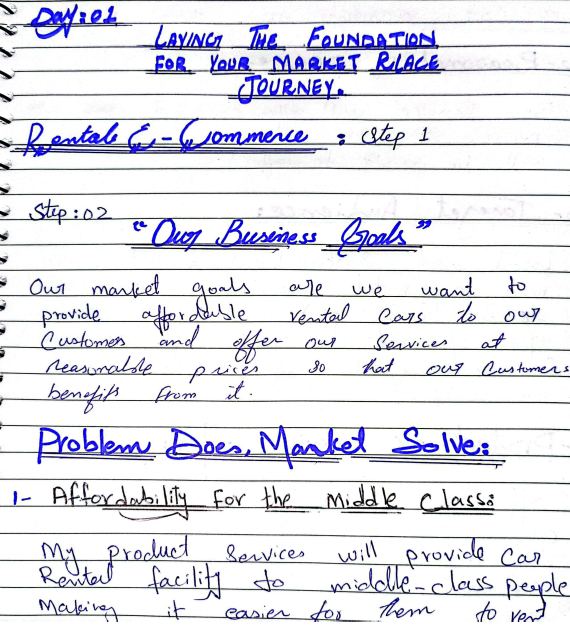 Day:01
LAYING THE FOUNDATION
FOR YOUR MARKET PLACE
JOURNEY.
Rental E-Commerce : Step 1
Step:02
"Our Business Goals"
Our market goals are we want to
provide affordable rental Cars to our
Customers and offer our Services at
reasonable prices so that our Customers
benefits from it.
Problem Does, Market Solve:
1- Affordability For the Middle Class:
My product Services will provide Car
Rental facility to middle-class people
Making it easier for them to rent